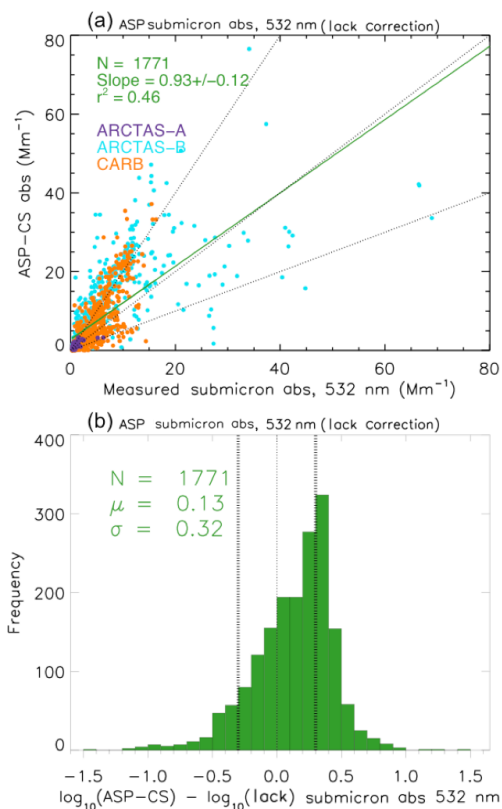 (a) ASP submicron abs, 532 nm (lack correction)
N = 1771
Slope = 0.93+/-0.12
r² = 0.46
ARCTAS-A
ARCTAS-B
CARB
ASP-CS abs (Mm⁻¹)
80
60
40
20
0
0 20 40 60 80
Measured submicron abs, 532 nm (Mm⁻¹)
(b) ASP submicron abs, 532 nm (lack correction)
N = 1771
μ = 0.13
σ = 0.32
Frequency
400
300
200
100
0
-1.5 -1.0 -0.5 0.0 0.5 1.0 1.5
log₁₀(ASP-CS) - log₁₀(lack) submicron abs 532 nm